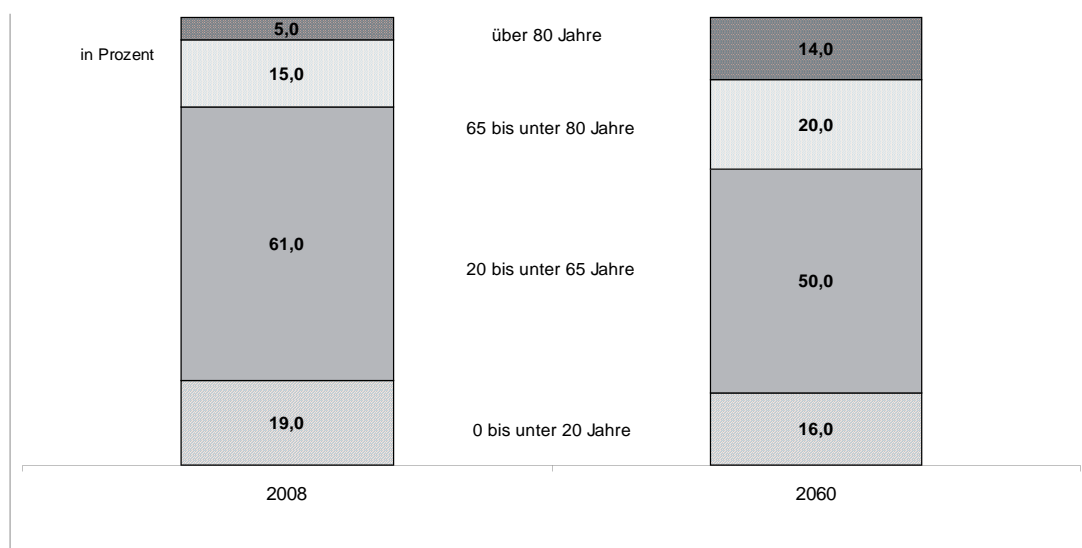 5,0
über 80 Jahre
14,0
in Prozent
15,0
65 bis unter 80 Jahre
20,0
61,0
20 bis unter 65 Jahre
50,0
19,0
0 bis unter 20 Jahre
16,0
2008
2060